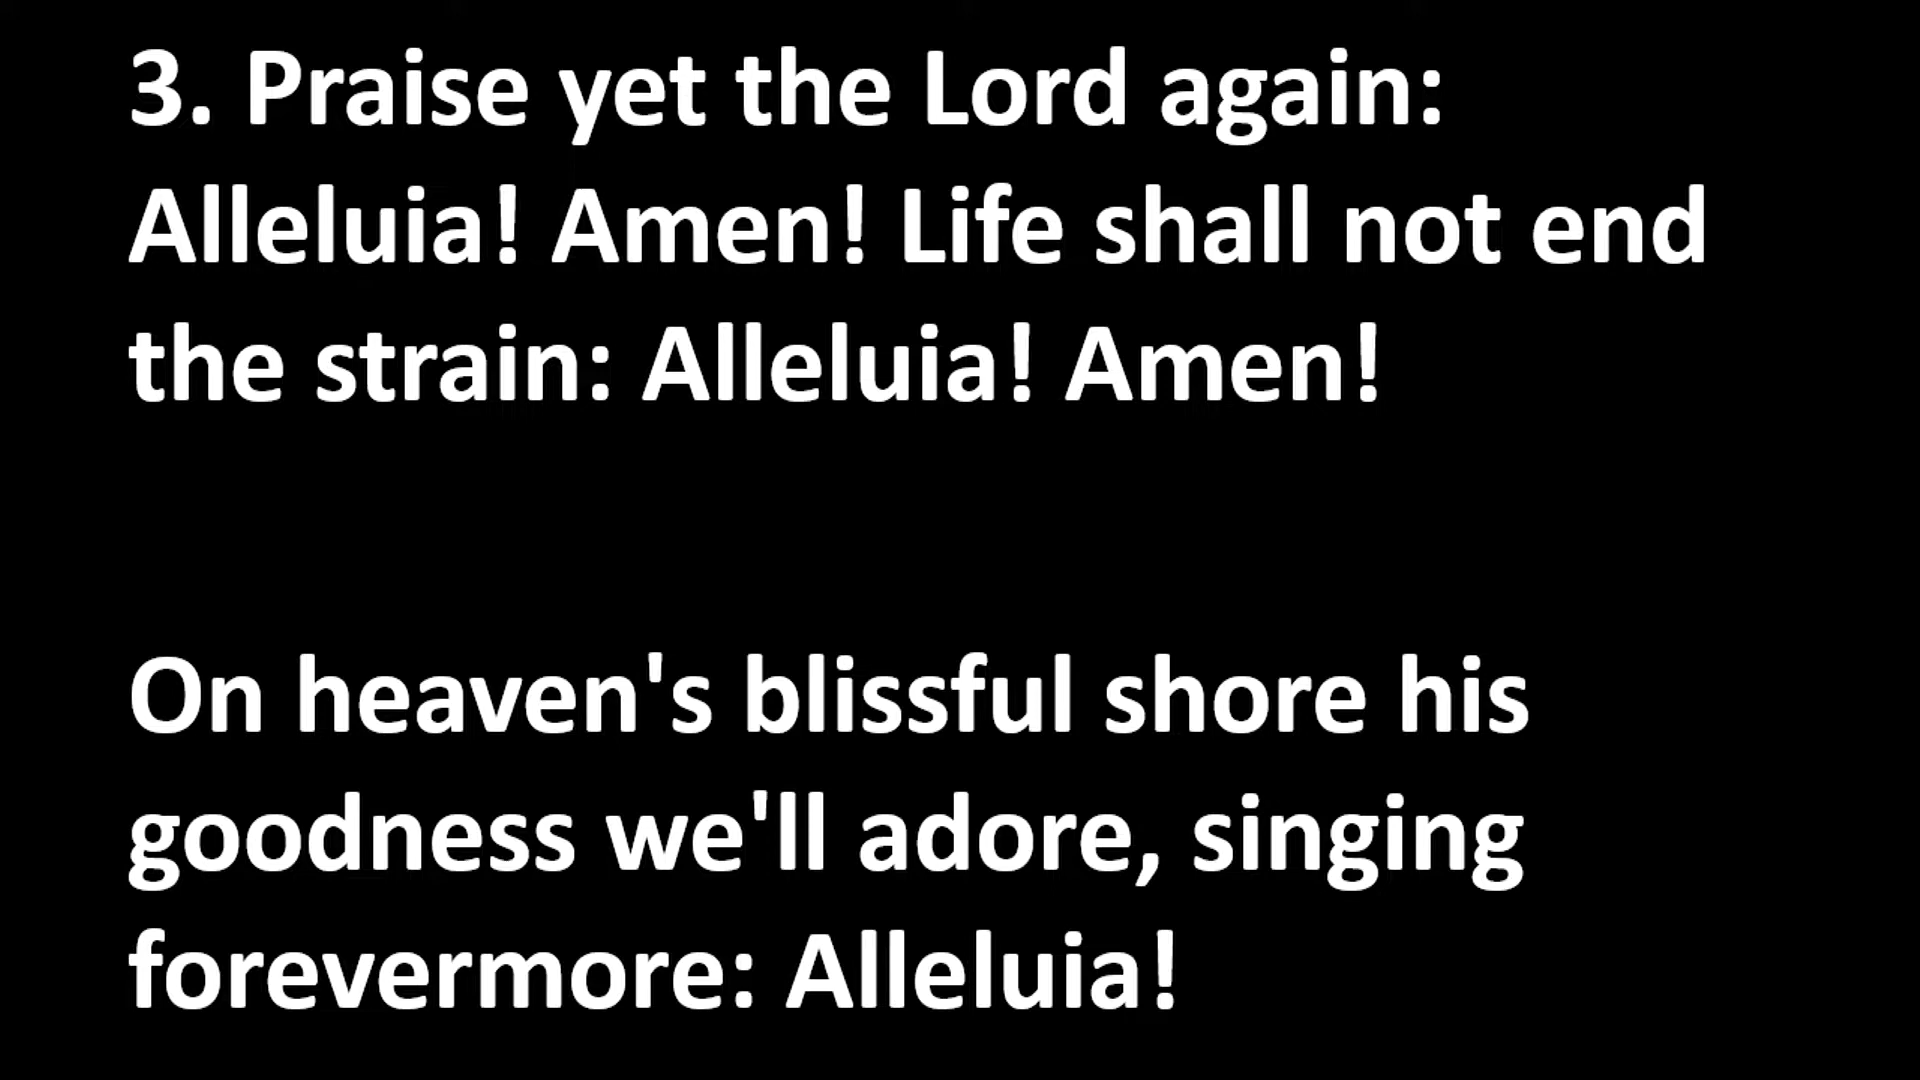 3. Praise yet the Lord again:
Alleluia! Amen! Life shall not end
the strain: Alleluia! Amen!
On heaven's blissful shore his
goodness we'll adore, singing
forevermore: Alleluia!